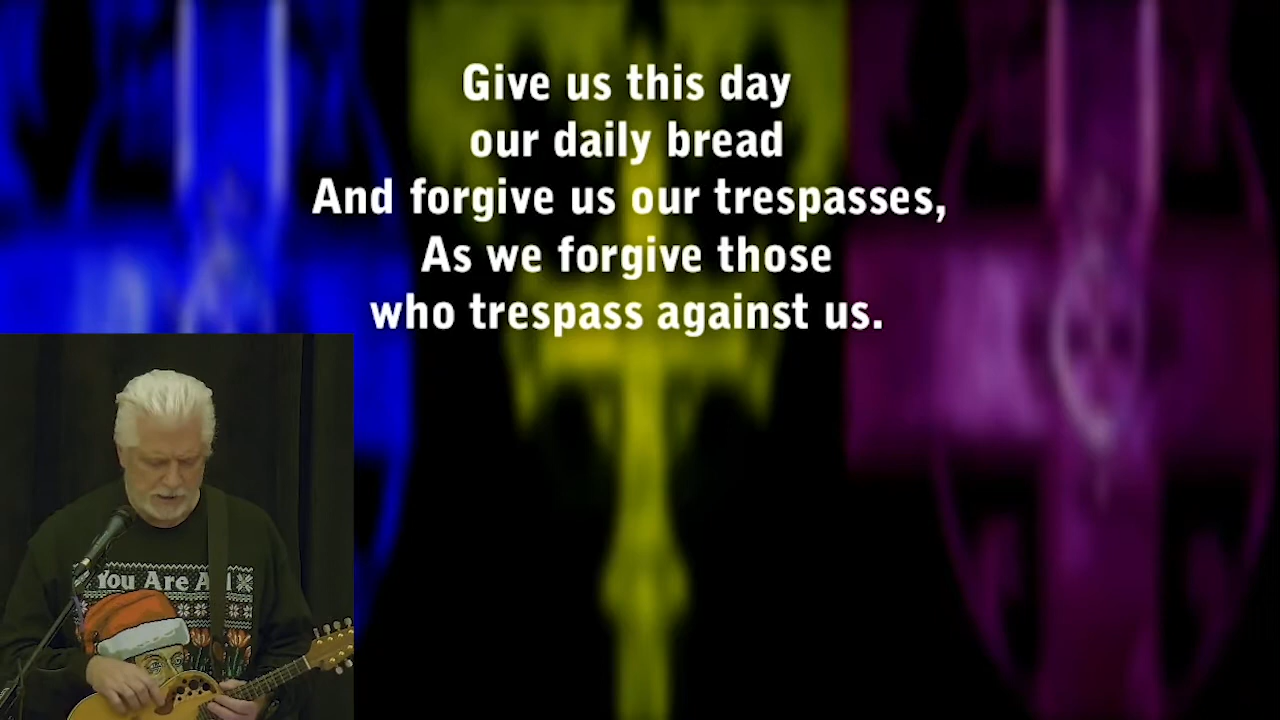 Give us this day
our daily bread
And forgive us our trespasses,
As we forgive those
who trespass against us.
You Are A